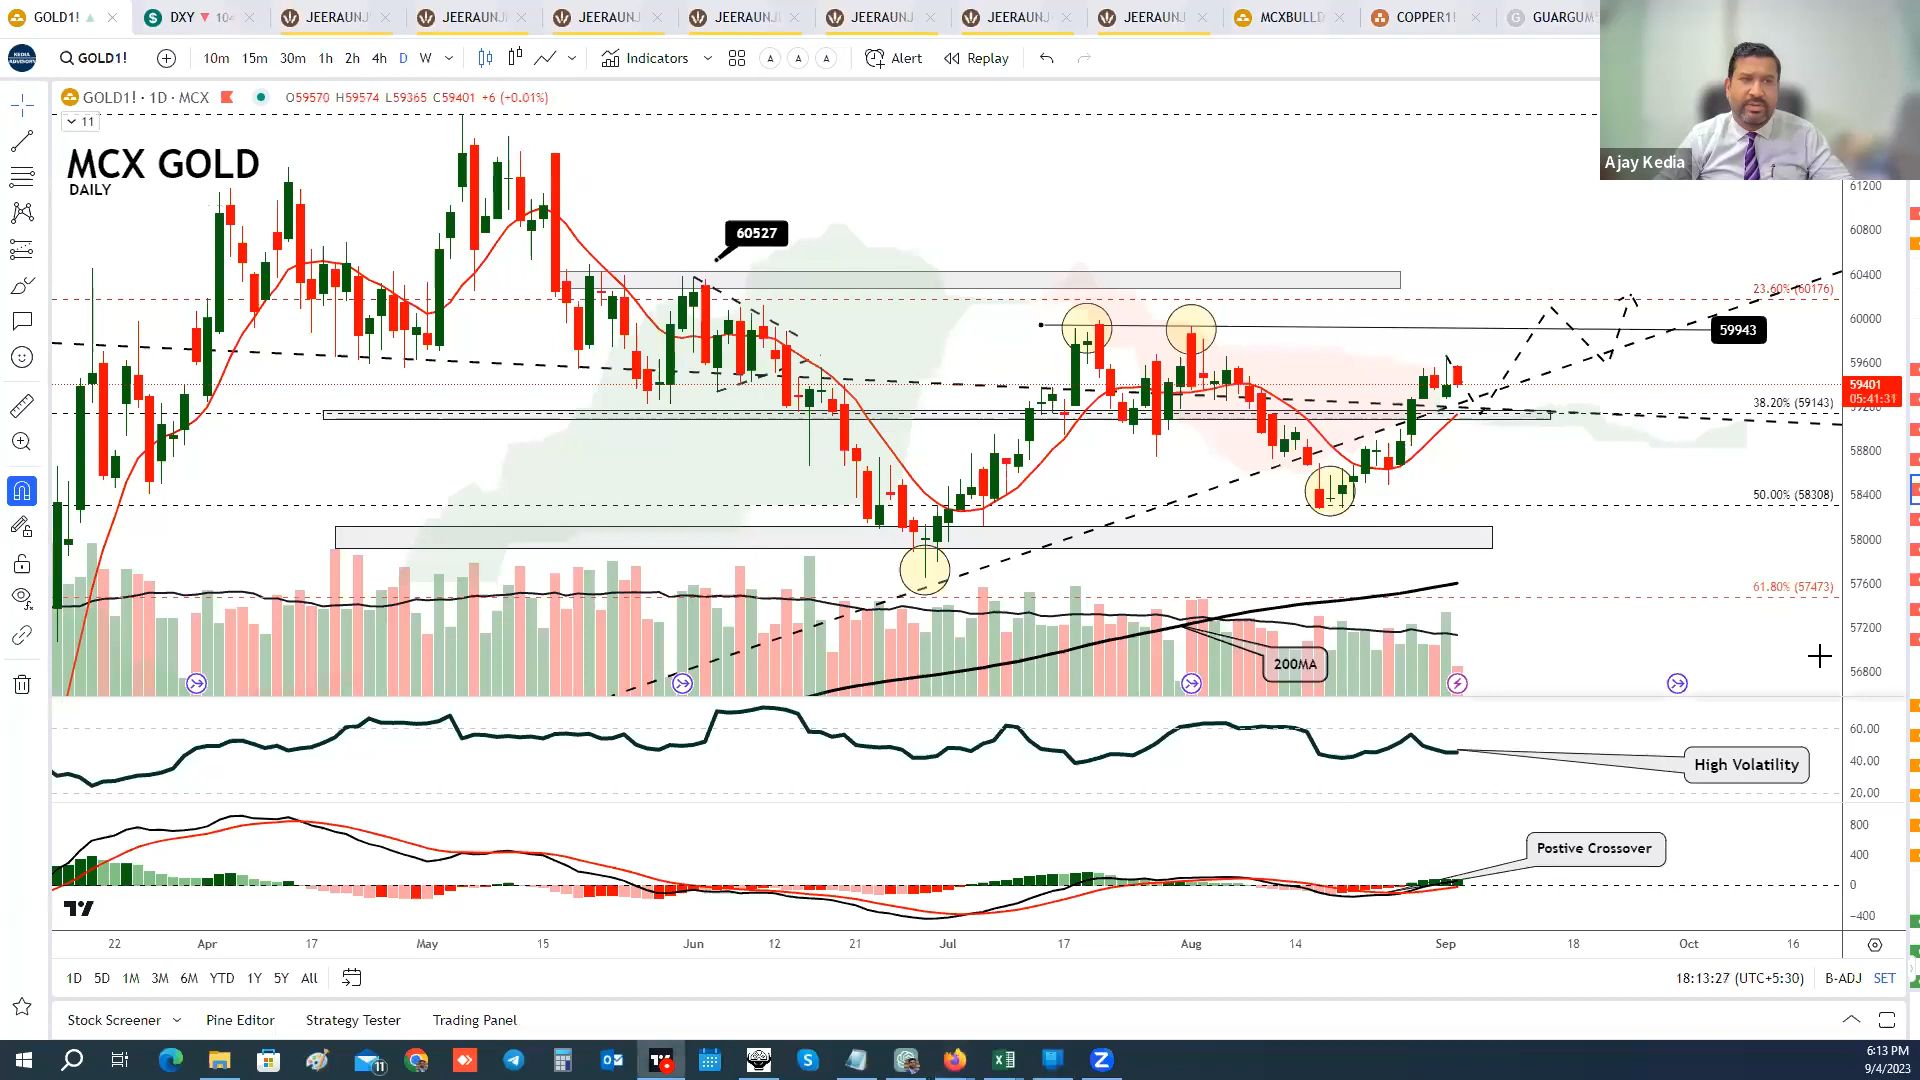 GOLD1!
DXY 104
JEERAUNJ
JEERAUNJ
JEERAUNJ
JEERAUNJ
JEERAUNJ
JEERAUNJ
JEERAUNJ
MCXBULLD
COPPER1!
GUARGUM5
KEDIA ADVISORY
GOLD1!
10m 15m 30m 1h 2h 4h D W
Indicators
A A A
Alert
Replay
GOLD1! · 1D · MCX
O59570 H59574 L59365 C59401 +6 (+0.01%)
11
MCX GOLD
DAILY
Ajay Kedia
61200
60800
60527
60400
23.60% (60176)
60000
59943
59600
59401
05:41:31
38.20% (59143)
59200
58800
58400
50.00% (58308)
58000
57600
61.80% (57473)
57200
200MA
56800
60.00
High Volatility
40.00
20.00
800
Postive Crossover
400
0
−400
22 Apr 17 May 15 Jun 12 21 Jul 17 Aug 14 Sep 18 Oct 16
1D 5D 1M 3M 6M YTD 1Y 5Y All
18:13:27 (UTC+5:30) B-ADJ SET
Stock Screener Pine Editor Strategy Tester Trading Panel
11
6:13 PM
9/4/2023